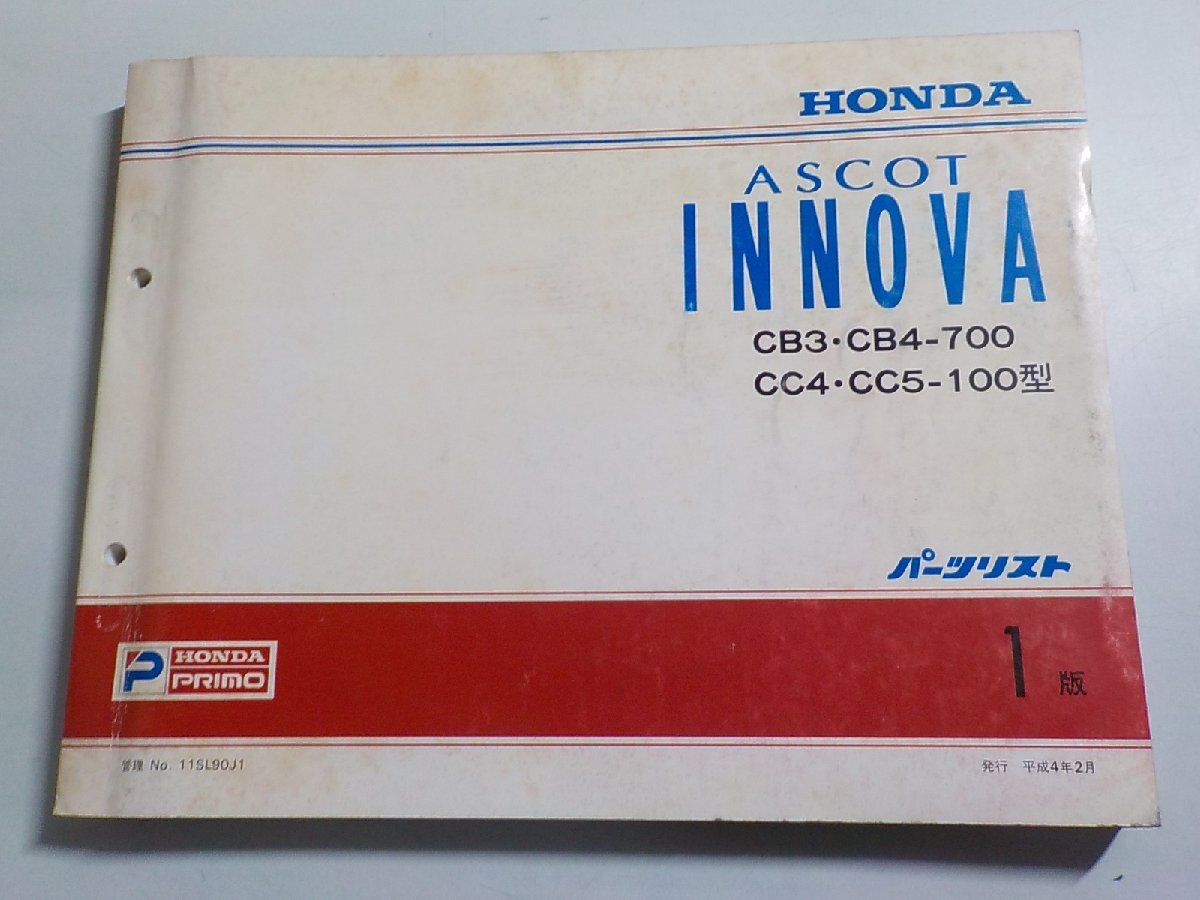 HONDA
ASCOT
INNOVA
CB3・CB4-700
CC4・CC5-100型
パーツリスト
P HONDA
PRIMO
1版
管理 No. 11SL90J1
発行 平成4年2月